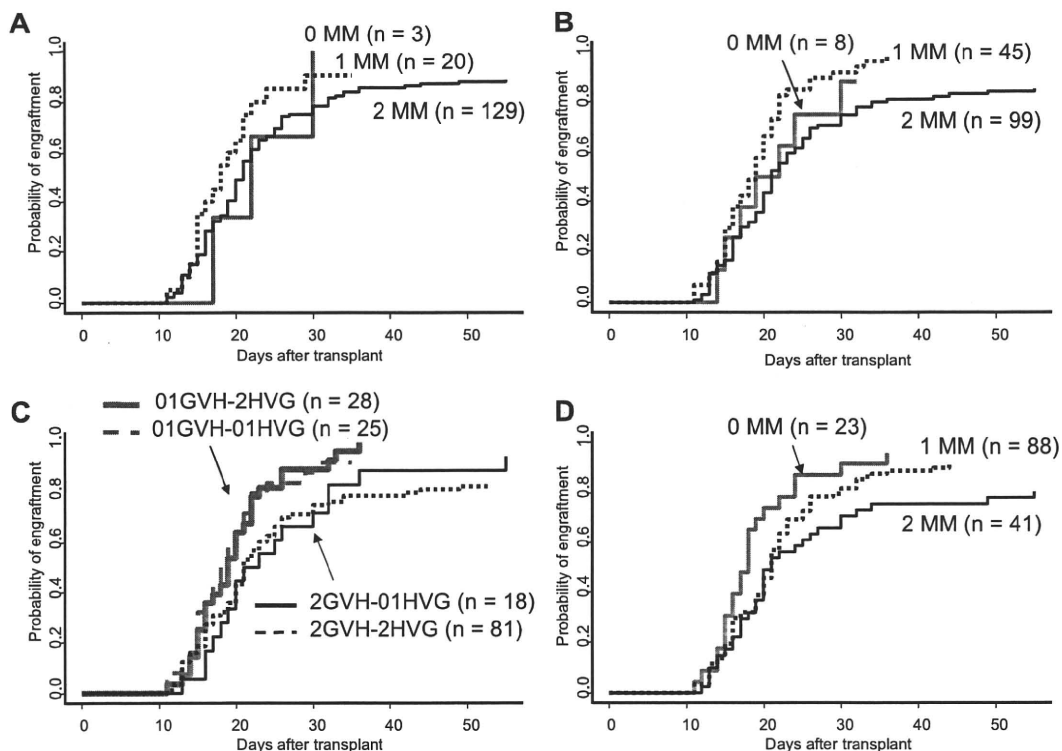 A
0 MM (n = 3)
1 MM (n = 20)
2 MM (n = 129)
Probability of engraftment
0.0 0.2 0.4 0.6 0.8 1.0
0 10 20 30 40 50
Days after transplant
B
0 MM (n = 8)
1 MM (n = 45)
2 MM (n = 99)
Probability of engraftment
0.0 0.2 0.4 0.6 0.8 1.0
0 10 20 30 40 50
Days after transplant
C
01GVH-2HVG (n = 28)
01GVH-01HVG (n = 25)
2GVH-01HVG (n = 18)
2GVH-2HVG (n = 81)
Probability of engraftment
0.0 0.2 0.4 0.6 0.8 1.0
0 10 20 30 40 50
Days after transplant
D
0 MM (n = 23)
1 MM (n = 88)
2 MM (n = 41)
Probability of engraftment
0.0 0.2 0.4 0.6 0.8 1.0
0 10 20 30 40 50
Days after transplant